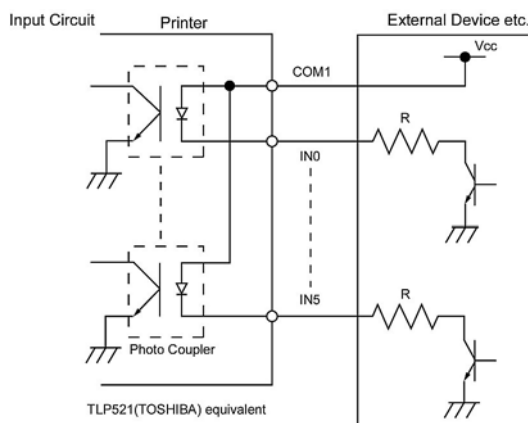 Input Circuit
Printer
External Device etc.
Vcc
COM1
R
IN0
IN5
R
Photo Coupler
TLP521(TOSHIBA) equivalent